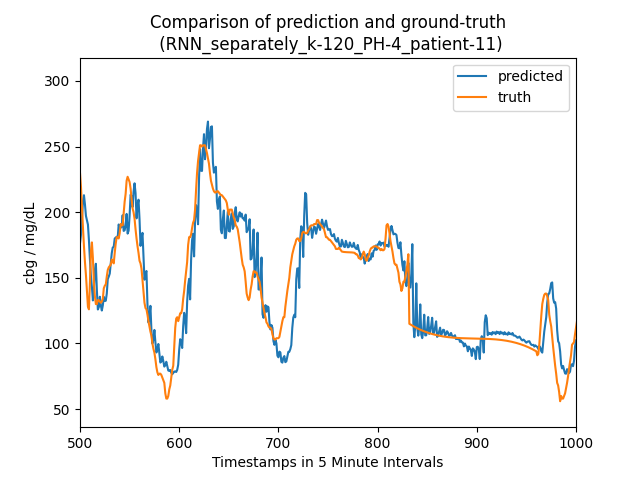 Comparison of prediction and ground-truth
(RNN_separately_k-120_PH-4_patient-11)
predicted
truth
300
250
200
150
100
50
cbg / mg/dL
500 600 700 800 900 1000
Timestamps in 5 Minute Intervals